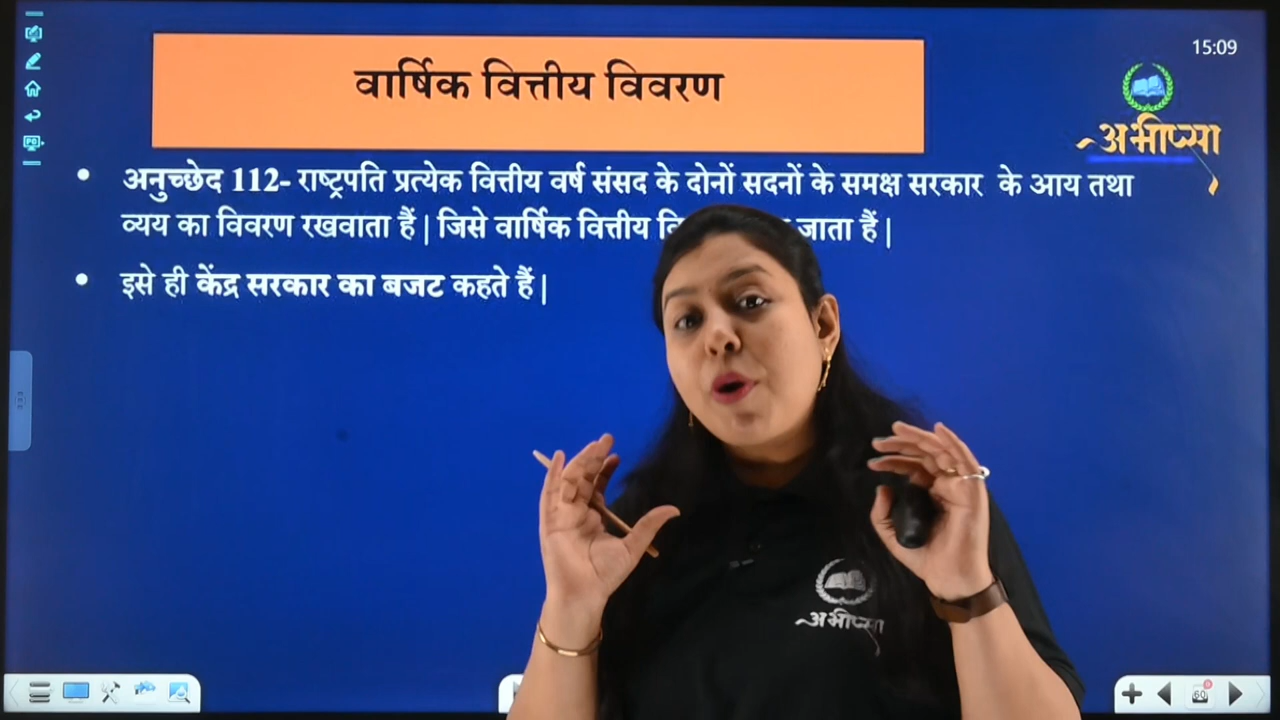 वार्षिक वित्तीय विवरण
15:09
अभीप्सा
अनुच्छेद 112- राष्ट्रपति प्रत्येक वित्तीय वर्ष संसद के दोनों सदनों के समक्ष सरकार के आय तथा
व्यय का विवरण रखवाता हैं | जिसे वार्षिक वित्तीय जाता हैं |
इसे ही केंद्र सरकार का बजट कहते हैं |
अभीप्सा
60